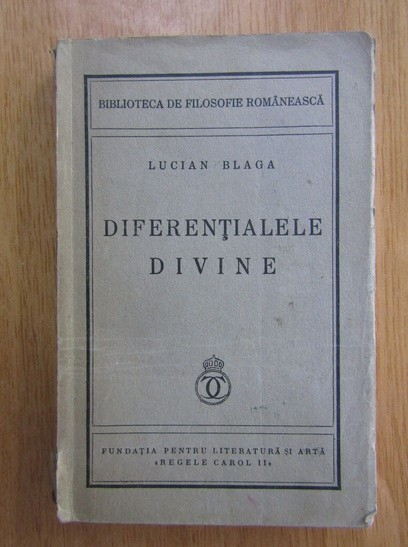 BIBLIOTECA DE FILOSOFIE ROMÂNEASCĂ
LUCIAN BLAGA
DIFERENȚIALELE
DIVINE
FUNDAȚIA PENTRU LITERATURĂ ȘI ARTĂ
«REGELE CAROL II»